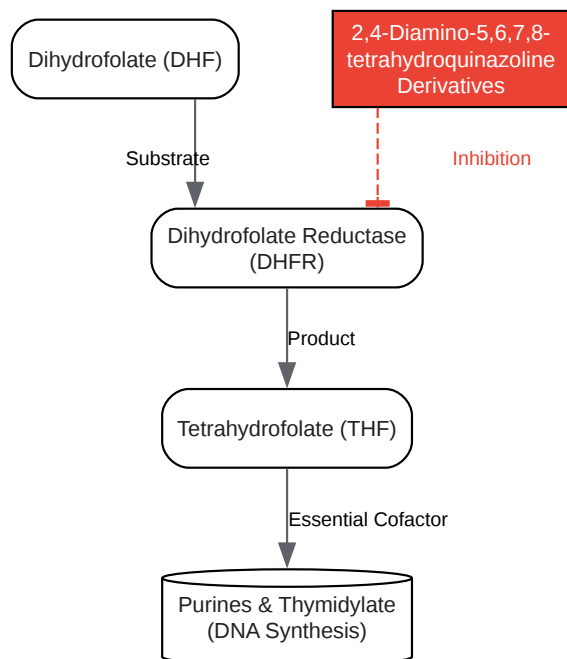 Dihydrofolate (DHF)
2,4-Diamino-5,6,7,8-
tetrahydroquinazoline
Derivatives
Substrate
Inhibition
Dihydrofolate Reductase
(DHFR)
Product
Tetrahydrofolate (THF)
Essential Cofactor
Purines & Thymidylate
(DNA Synthesis)